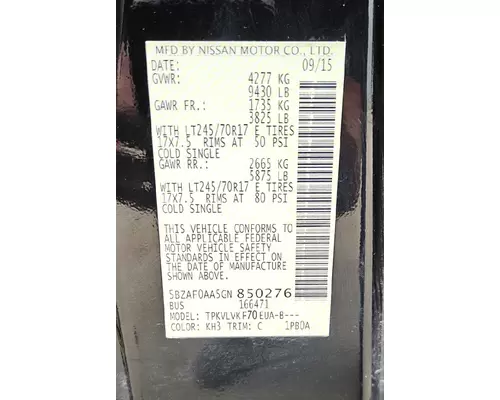 MFD BY NISSAN MOTOR CO., LTD.
DATE: 09/15
GVWR: 4277 KG
9430 LB
GAWR FR.: 1735 KG
3825 LB
WITH LT245/70R17 E TIRES
17X7.5 RIMS AT 50 PSI
COLD SINGLE
GAWR RR.: 2665 KG
5875 LB
WITH LT245/70R17 E TIRES
17X7.5 RIMS AT 80 PSI
COLD SINGLE
THIS VEHICLE CONFORMS TO
ALL APPLICABLE FEDERAL
MOTOR VEHICLE SAFETY
STANDARDS IN EFFECT
ON THE DATE OF
MANUFACTURE SHOWN
ABOVE.
5BZAF0AA5GN 850276
BUS 166471
MODEL: TPKVLVKF70EUA-B---
COLOR: KH3 TRIM: C 1PB0A